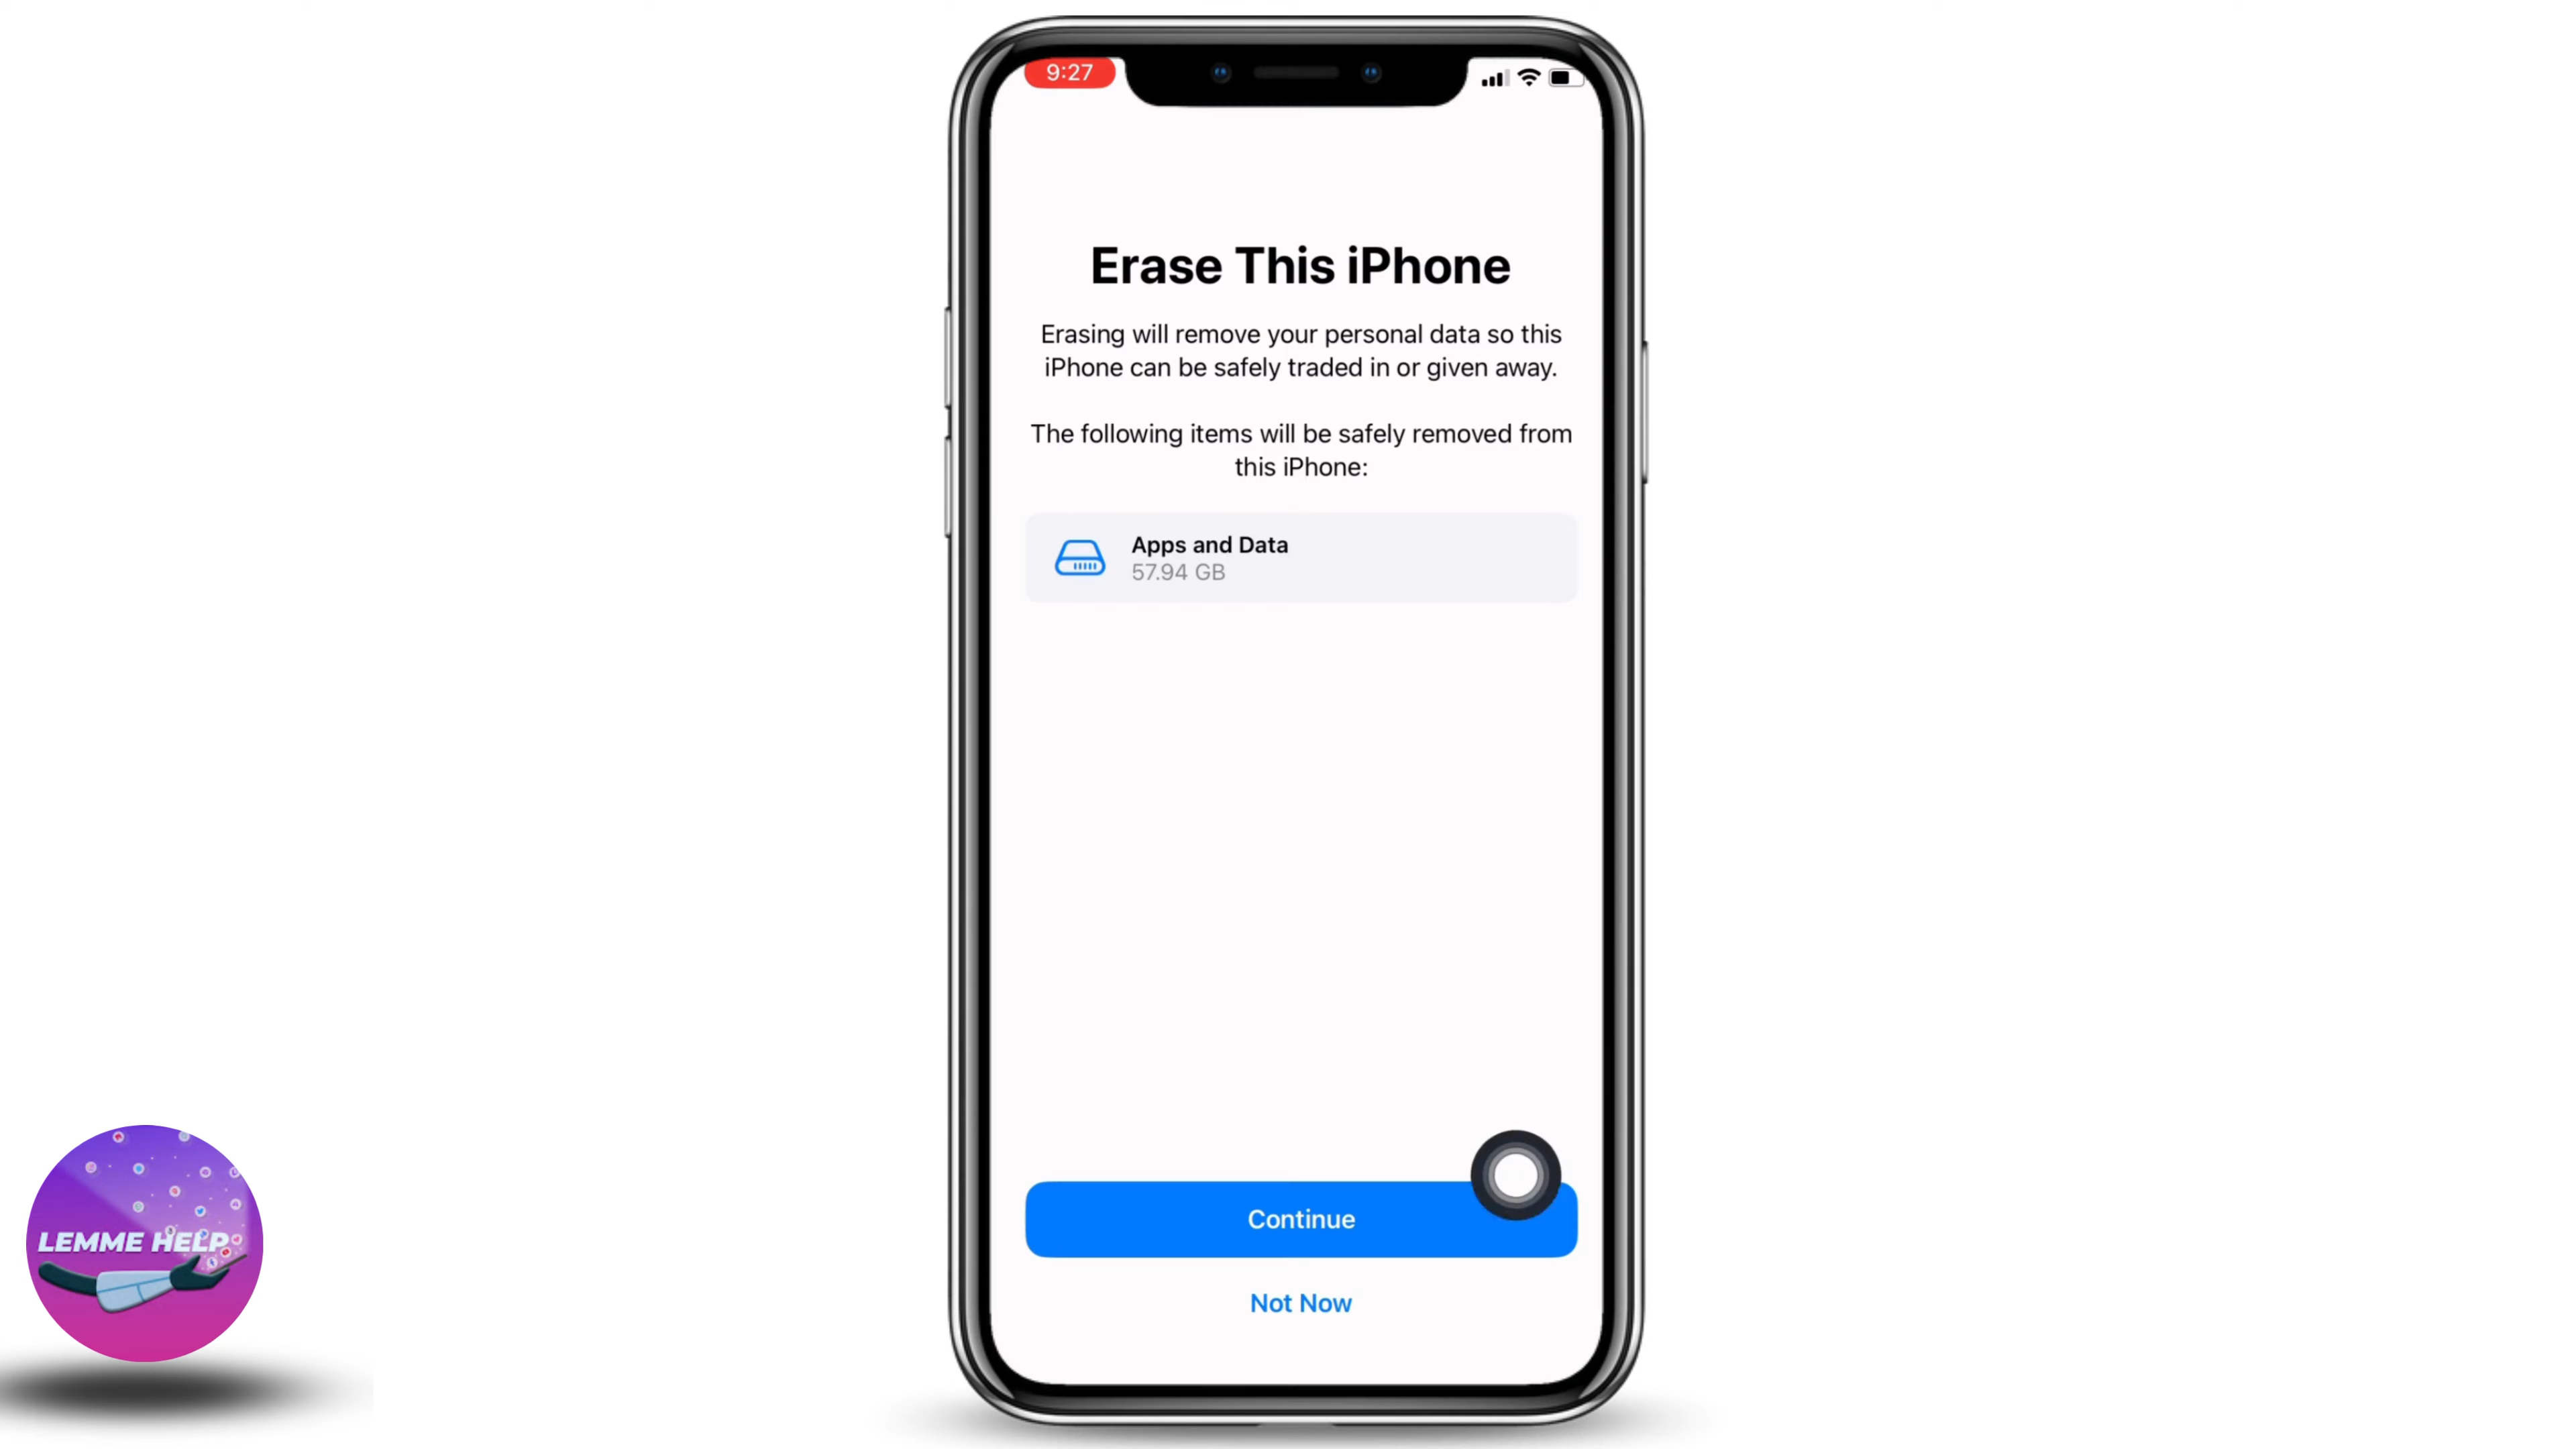 9:27
Erase This iPhone
Erasing will remove your personal data so this
iPhone can be safely traded in or given away.
The following items will be safely removed from
this iPhone:
Apps and Data
57.94 GB
Continue
Not Now
LEMME HELP